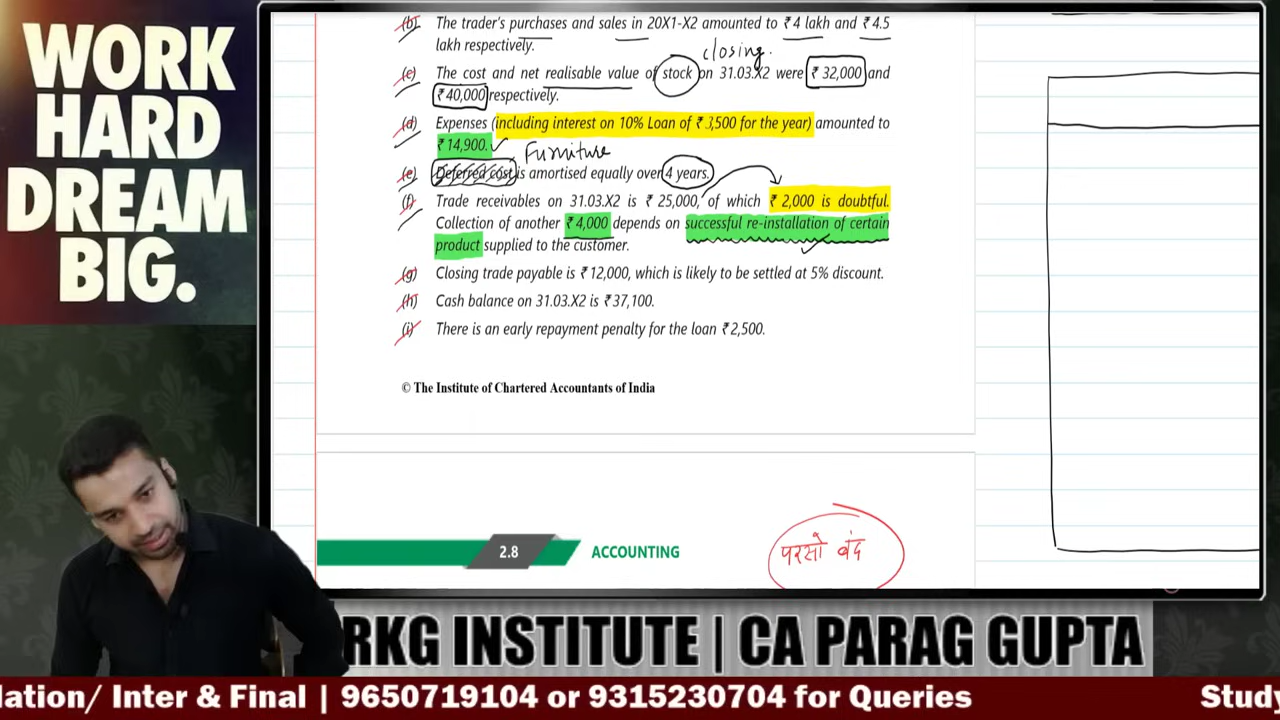 WORK
HARD
DREAM
BIG.
(b) The trader's purchases and sales in 20X1-X2 amounted to ₹ 4 lakh and ₹ 4.5
lakh respectively.
closing.
(c) The cost and net realisable value of stock on 31.03.X2 were ₹ 32,000 and
₹ 40,000 respectively.
(d) Expenses (including interest on 10% Loan of ₹ 3,500 for the year) amounted to
₹ 14,900.
Furniture
(e) Deferred cost is amortised equally over 4 years.
(f) Trade receivables on 31.03.X2 is ₹ 25,000, of which ₹ 2,000 is doubtful.
Collection of another ₹ 4,000 depends on successful re-installation of certain
product supplied to the customer.
(g) Closing trade payable is ₹ 12,000, which is likely to be settled at 5% discount.
(h) Cash balance on 31.03.X2 is ₹ 37,100.
(i) There is an early repayment penalty for the loan ₹ 2,500.
© The Institute of Chartered Accountants of India
2.8 ACCOUNTING
परसो बंद
RKG INSTITUTE | CA PARAG GUPTA
lation/ Inter & Final | 9650719104 or 9315230704 for Queries Study